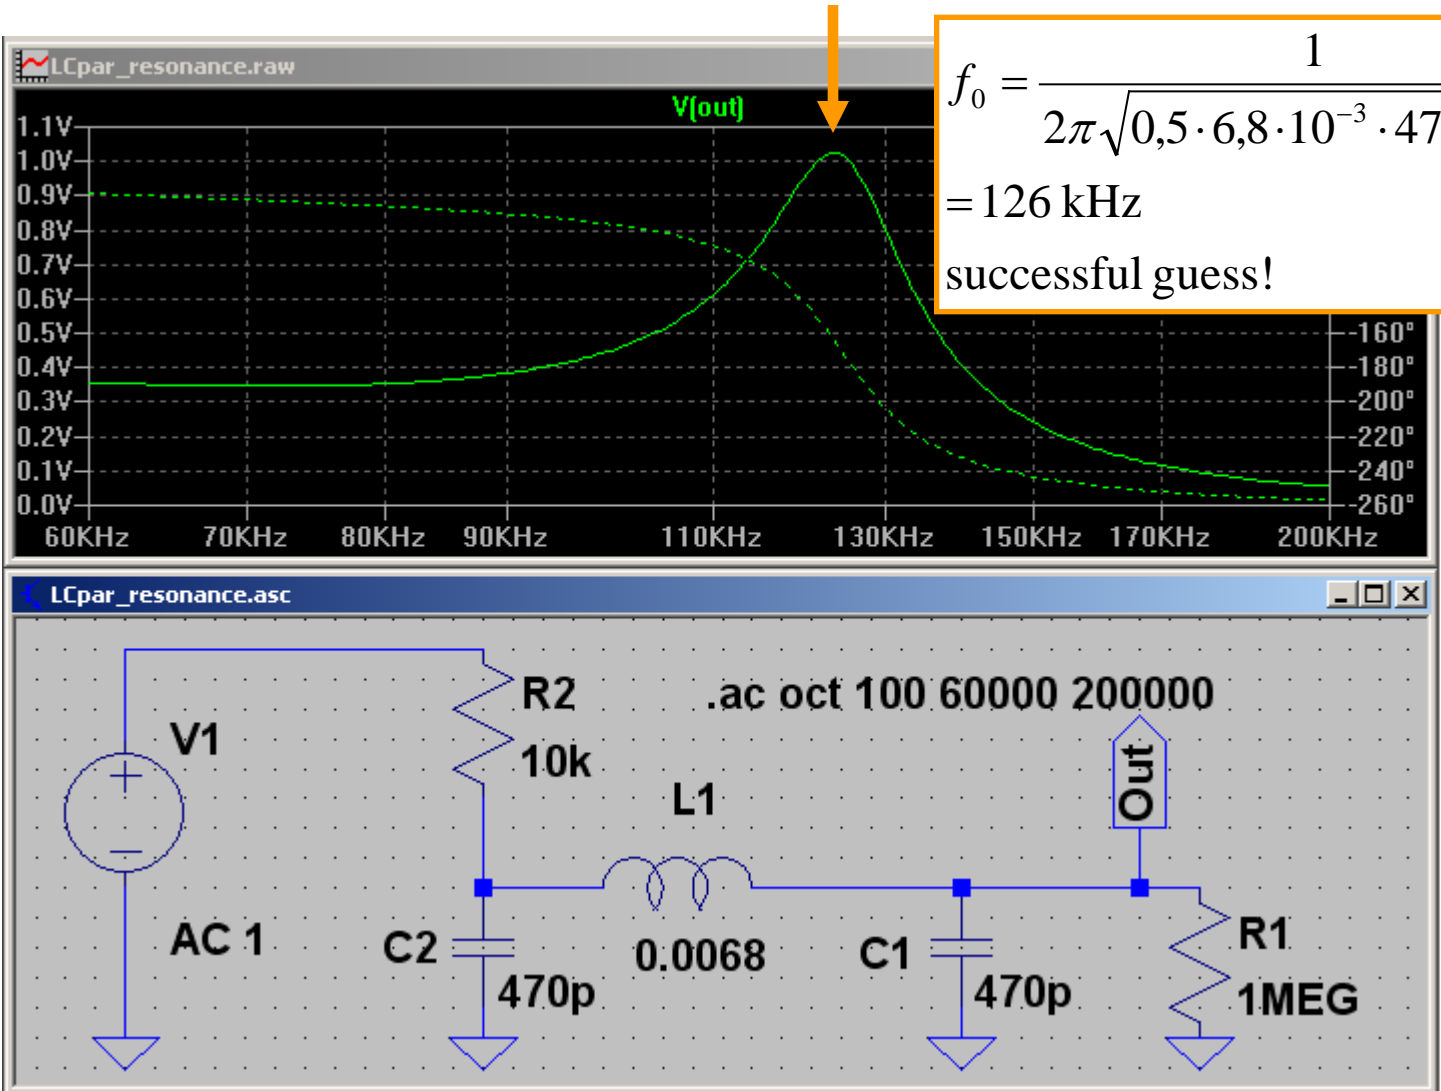 LCpar_resonance.raw
V(out)
f₀ = 1 / 2π√0,5·6,8·10⁻³·47
= 126 kHz
successful guess!
1.1V
1.0V
0.9V
0.8V
0.7V
0.6V
0.5V
0.4V
0.3V
0.2V
0.1V
0.0V
-160°
-180°
-200°
-220°
-240°
-260°
60KHz 70KHz 80KHz 90KHz 110KHz 130KHz 150KHz 170KHz 200KHz
LCpar_resonance.asc
R2
10k
.ac oct 100 60000 200000
V1
AC 1
L1
0.0068
Out
C2
470p
C1
470p
R1
1MEG